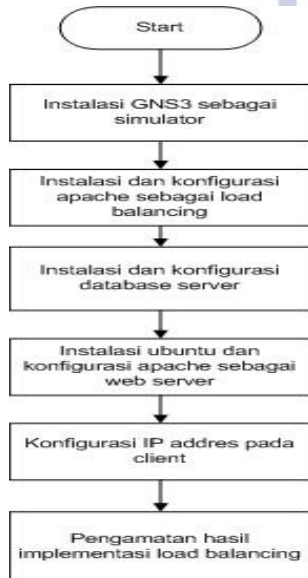 Start
Instalasi GNS3 sebagai
simulator
Instalasi dan konfigurasi
apache sebagai load
balancing
Instalasi dan konfigurasi
database server
Instalasi ubuntu dan
konfigurasi apache sebagai
web server
Konfigurasi IP addres pada
client
Pengamatan hasil
implementasi load balancing